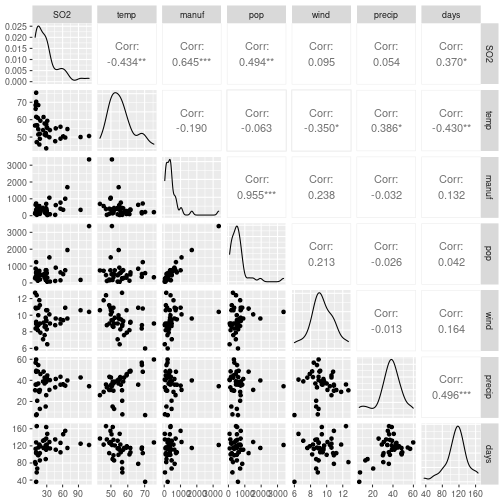 SO2 temp manuf pop wind precip days
0.025
0.020
0.015
0.010
0.005
0.000
Corr:
-0.434**
Corr:
0.645***
Corr:
0.494**
Corr:
0.095
Corr:
0.054
Corr:
0.370*
SO2
70
60
50
Corr:
-0.190
Corr:
-0.063
Corr:
-0.350*
Corr:
0.386*
Corr:
-0.430**
temp
3000
2000
1000
0
Corr:
0.955***
Corr:
0.238
Corr:
-0.032
Corr:
0.132
manuf
3000
2000
1000
0
Corr:
0.213
Corr:
-0.026
Corr:
0.042
pop
12
10
8
6
Corr:
-0.013
Corr:
0.164
wind
60
40
20
Corr:
0.496***
precip
160
120
80
40
days
30 60 90 50 60 70 0 1000 2000 3000 0 1000 2000 3000 6 8 10 12 20 40 60 40 80 120 160